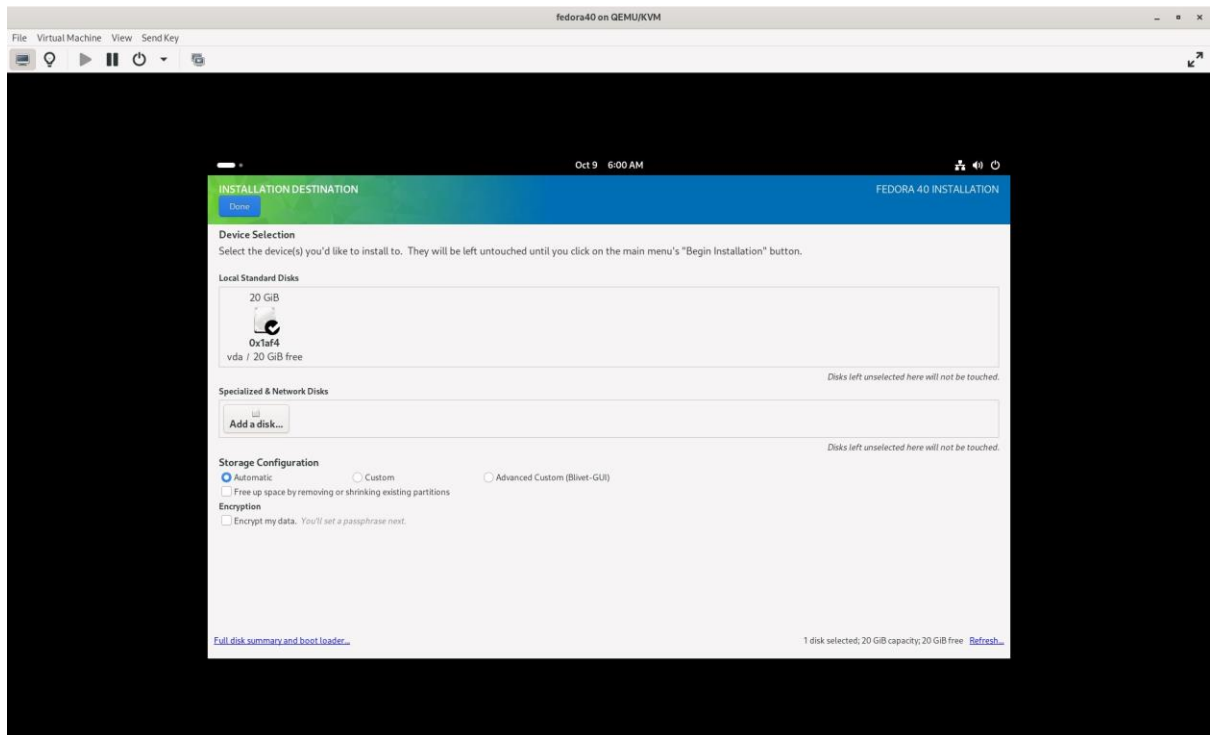 fedora40 on QEMU/KVM
File Virtual Machine View Send Key
Oct 9 6:00 AM
INSTALLATION DESTINATION
FEDORA 40 INSTALLATION
Done
Device Selection
Select the device(s) you'd like to install to. They will be left untouched until you click on the main menu's "Begin Installation" button.
Local Standard Disks
20 GiB
0x1af4
vda / 20 GiB free
Disks left unselected here will not be touched.
Specialized & Network Disks
Add a disk...
Disks left unselected here will not be touched.
Storage Configuration
Automatic Custom Advanced Custom (Blivet-GUI)
Free up space by removing or shrinking existing partitions
Encryption
Encrypt my data. You'll set a passphrase next.
Full disk summary and boot loader...
1 disk selected; 20 GiB capacity; 20 GiB free Refresh...